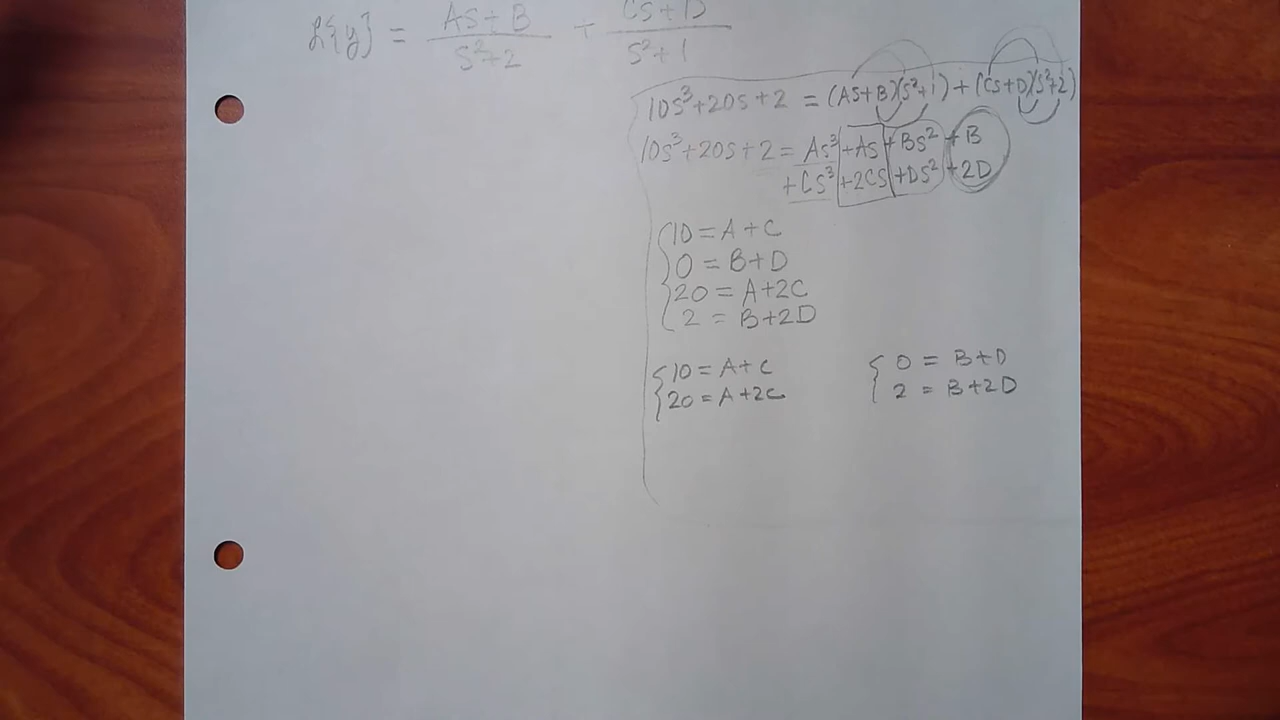 L{y} = (AS+B)/(S²+2) + (CS+D)/(S²+1)
10S³+20S+2 = (AS+B)(S²+1) + (CS+D)(S²+2)
10S³+20S+2 = AS³+AS+BS²+B
+CS³+2CS+DS²+2D
10=A+C
0=B+D
20=A+2C
2=B+2D
10=A+C 0=B+D
20=A+2C 2=B+2D